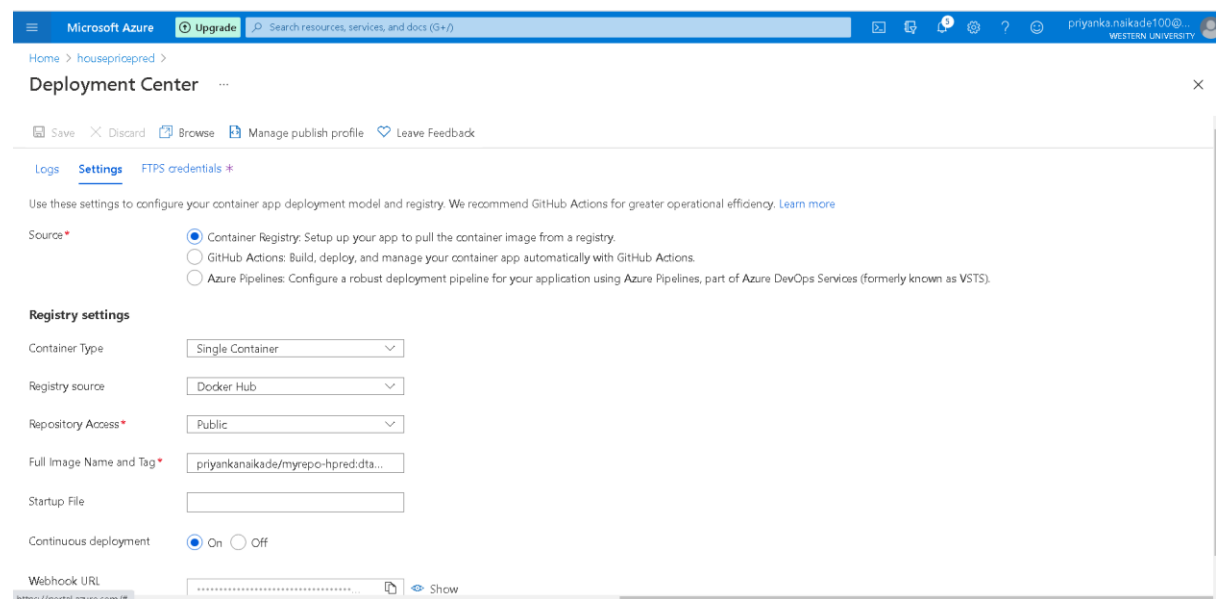 Microsoft Azure Upgrade Search resources, services, and docs (G+/) 5 priyanka.naikade100@...
WESTERN UNIVERSITY
Home > housepricepred >
Deployment Center ...
Save Discard Browse Manage publish profile Leave Feedback
Logs Settings FTPS credentials *
Use these settings to configure your container app deployment model and registry. We recommend GitHub Actions for greater operational efficiency. Learn more
Source* Container Registry: Setup up your app to pull the container image from a registry.
GitHub Actions: Build, deploy, and manage your container app automatically with GitHub Actions.
Azure Pipelines: Configure a robust deployment pipeline for your application using Azure Pipelines, part of Azure DevOps Services (formerly known as VSTS).
Registry settings
Container Type Single Container
Registry source Docker Hub
Repository Access* Public
Full Image Name and Tag* priyankanaikade/myrepo-hpred:dta...
Startup File
Continuous deployment On Off
Webhook URL Show